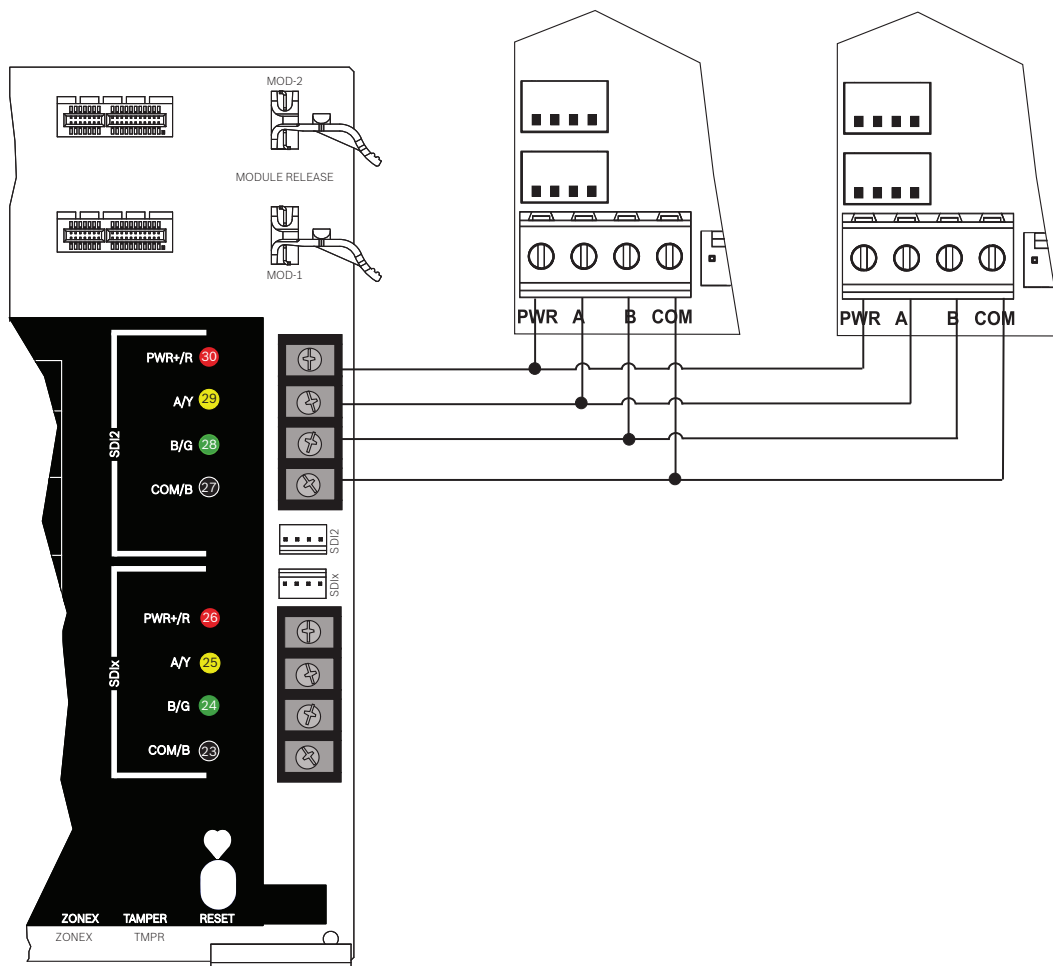 MOD-2
MODULE RELEASE
MOD-1
PWR A B COM
PWR A B COM
SDI2
PWR+/R 30
A/Y 29
B/G 28
COM/B 27
SDI2
SDIx
SDIx
PWR+/R 26
A/Y 25
B/G 24
COM/B 23
ZONEX TAMPER RESET
ZONEX TMPR